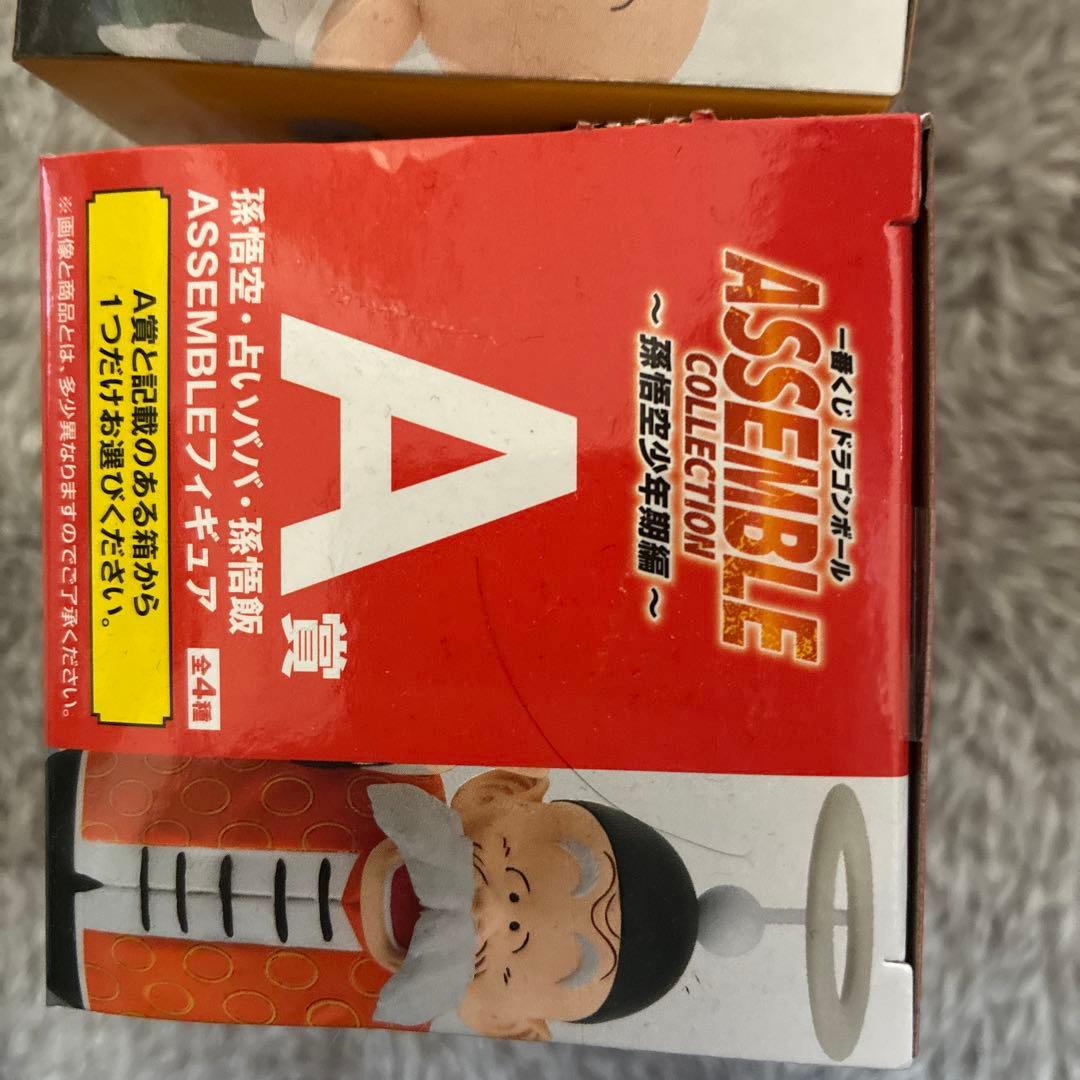 一番くじ ドラゴンボール
ASSEMBLE
COLLECTION
～ 孫悟空少年期編 ～
A賞
孫悟空・占いババ・孫悟飯
ASSEMBLEフィギュア 全4種
A賞と記載のある箱から
1つだけお選びください。
※画像と商品とは、多少異なりますのでご了承ください。